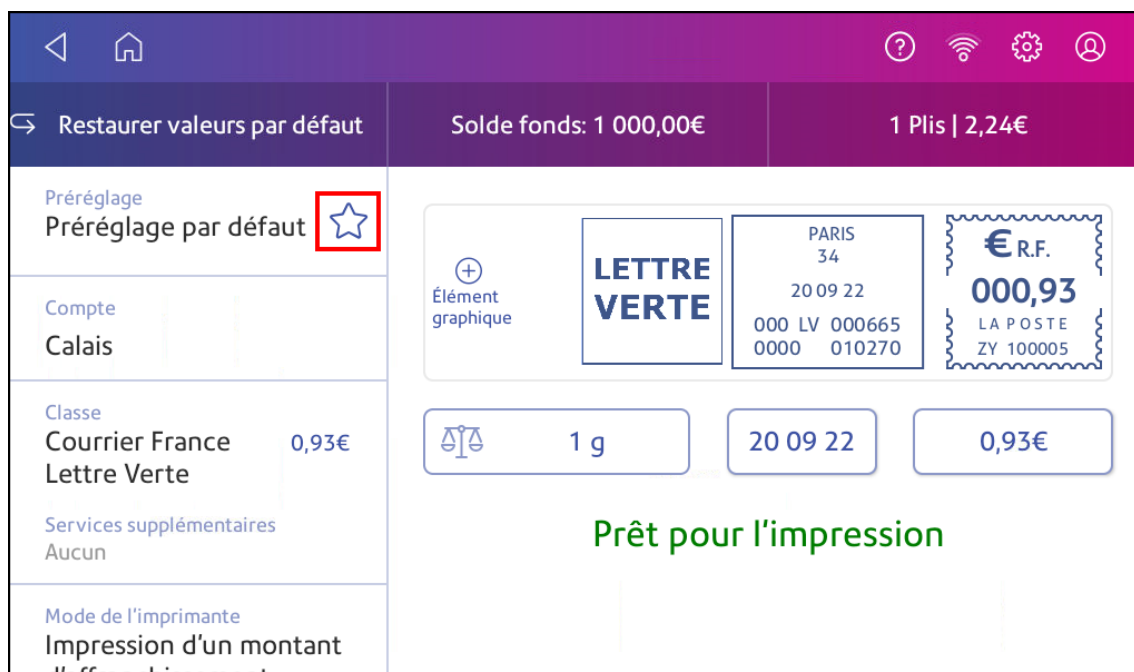 Restaurer valeurs par défaut
Solde fonds: 1 000,00€
1 Plis | 2,24€
Préréglage
Préréglage par défaut
Compte
Calais
Classe
Courrier France 0,93€
Lettre Verte
Services supplémentaires
Aucun
Mode de l'imprimante
Impression d'un montant
Élément
graphique
LETTRE
VERTE
PARIS
34
20 09 22
000 LV 000665
0000 010270
€ R.F.
000,93
LA POSTE
ZY 100005
1 g
20 09 22
0,93€
Prêt pour l'impression